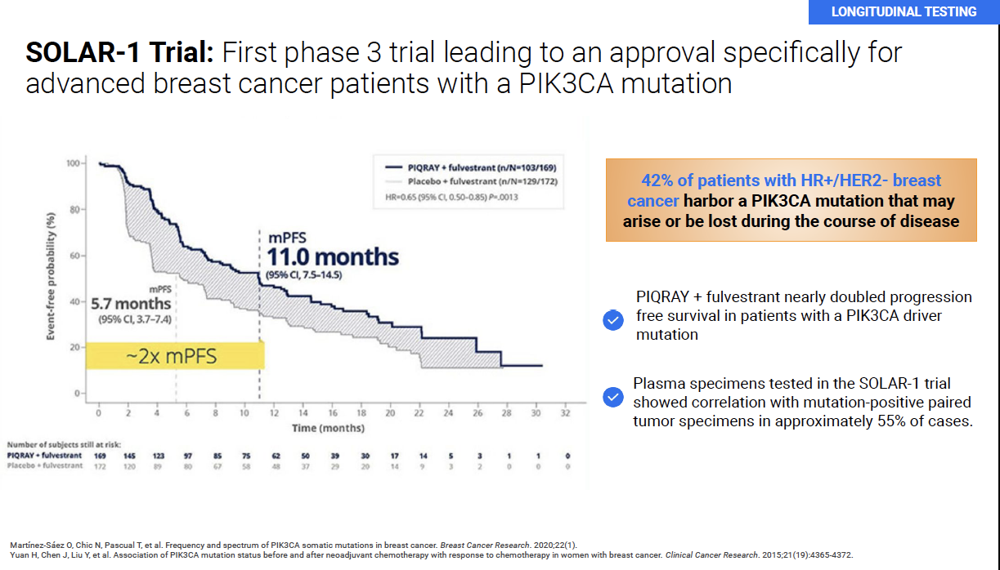 LONGITUDINAL TESTING
SOLAR-1 Trial: First phase 3 trial leading to an approval specifically for
advanced breast cancer patients with a PIK3CA mutation
Event-free probability (%)
100
80
60
40
20
0
PIQRAY + fulvestrant (n/N=103/169)
Placebo + fulvestrant (n/N=129/172)
HR=0.65 (95% CI, 0.50–0.85) P=.0013
mPFS
11.0 months
(95% CI, 7.5–14.5)
mPFS
5.7 months
(95% CI, 3.7–7.4)
~2x mPFS
0 2 4 6 8 10 12 14 16 18 20 22 24 26 28 30 32
Time (months)
Number of subjects still at risk:
PIQRAY + fulvestrant 169 145 123 97 85 75 62 50 39 30 17 14 5 3 1 1 0
Placebo + fulvestrant 172 120 89 80 67 58 48 37 29 20 14 9 3 2 0 0 0
42% of patients with HR+/HER2- breast
cancer harbor a PIK3CA mutation that may
arise or be lost during the course of disease
PIQRAY + fulvestrant nearly doubled progression
free survival in patients with a PIK3CA driver
mutation
Plasma specimens tested in the SOLAR-1 trial
showed correlation with mutation-positive paired
tumor specimens in approximately 55% of cases.
Martínez-Sáez O, Chic N, Pascual T, et al. Frequency and spectrum of PIK3CA somatic mutations in breast cancer. Breast Cancer Research. 2020;22(1).
Yuan H, Chen J, Liu Y, et al. Association of PIK3CA mutation status before and after neoadjuvant chemotherapy with response to chemotherapy in women with breast cancer. Clinical Cancer Research. 2015;21(19):4365-4372.